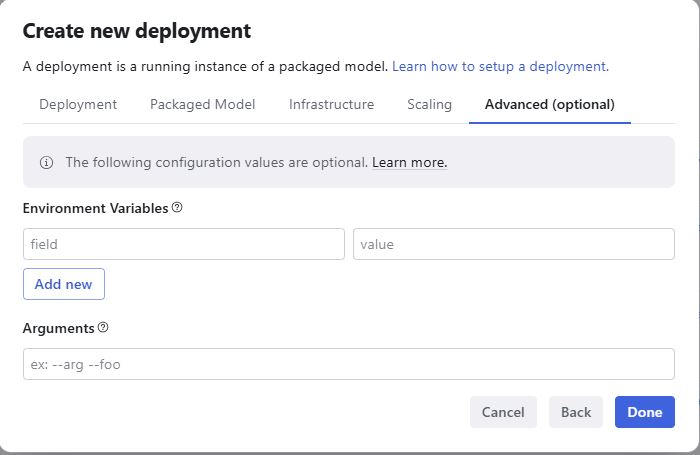 Create new deployment
A deployment is a running instance of a packaged model. Learn how to setup a deployment.
Deployment Packaged Model Infrastructure Scaling Advanced (optional)
The following configuration values are optional. Learn more.
Environment Variables
field value
Add new
Arguments
ex: --arg --foo
Cancel Back Done